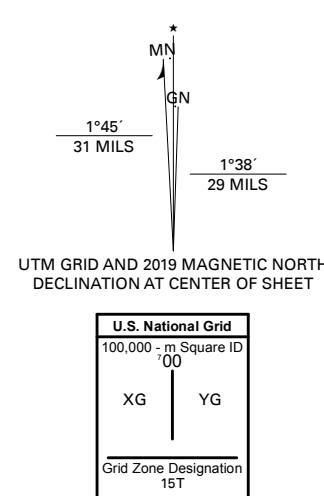 ★
MN
GN
1°45´
31 MILS
1°38´
29 MILS
UTM GRID AND 2019 MAGNETIC NORTH
DECLINATION AT CENTER OF SHEET
U.S. National Grid
100,000 - m Square ID
⁷00
XG YG
Grid Zone Designation
15T